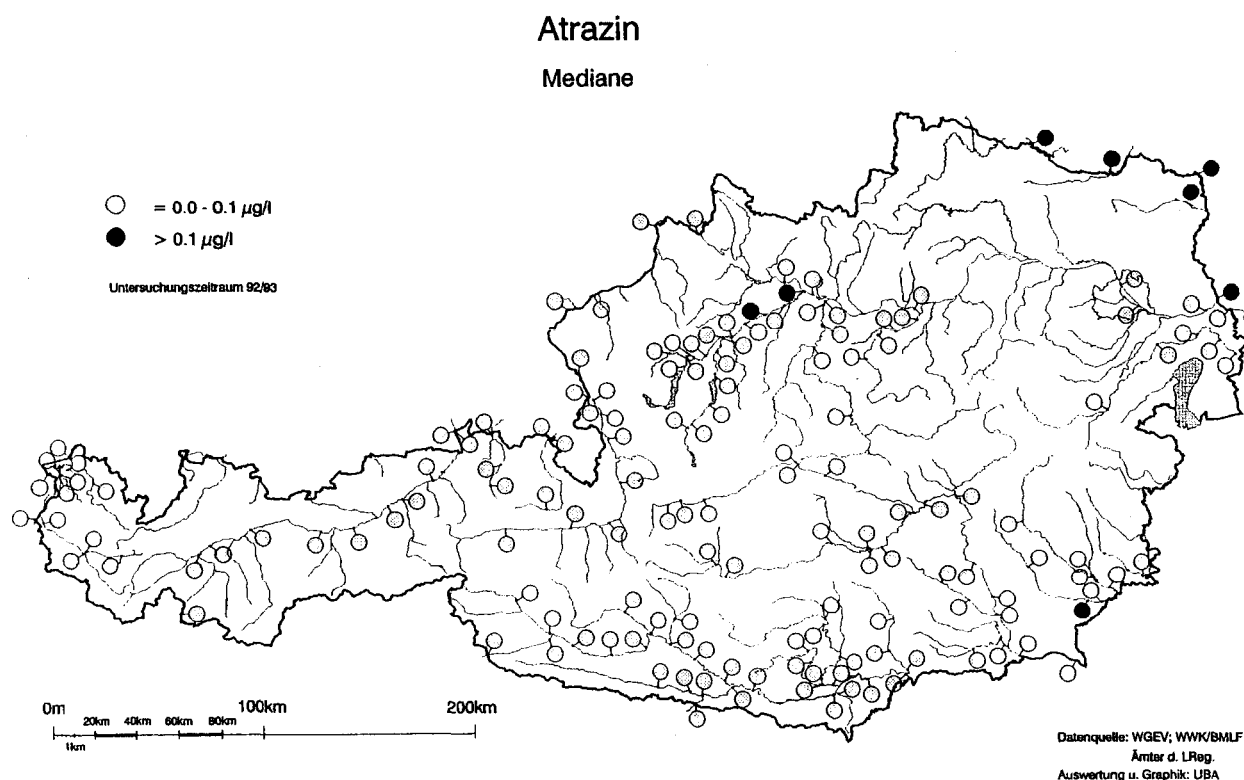 Atrazin
Mediane
= 0.0 - 0.1 µg/l
> 0.1 µg/l
Untersuchungszeitraum 92/93
0m 100km 200km
20km 40km 60km 80km
1km
Datenquelle: WGEV; WWK/BMLF
Ämter d. LReg.
Auswertung u. Graphik: UBA